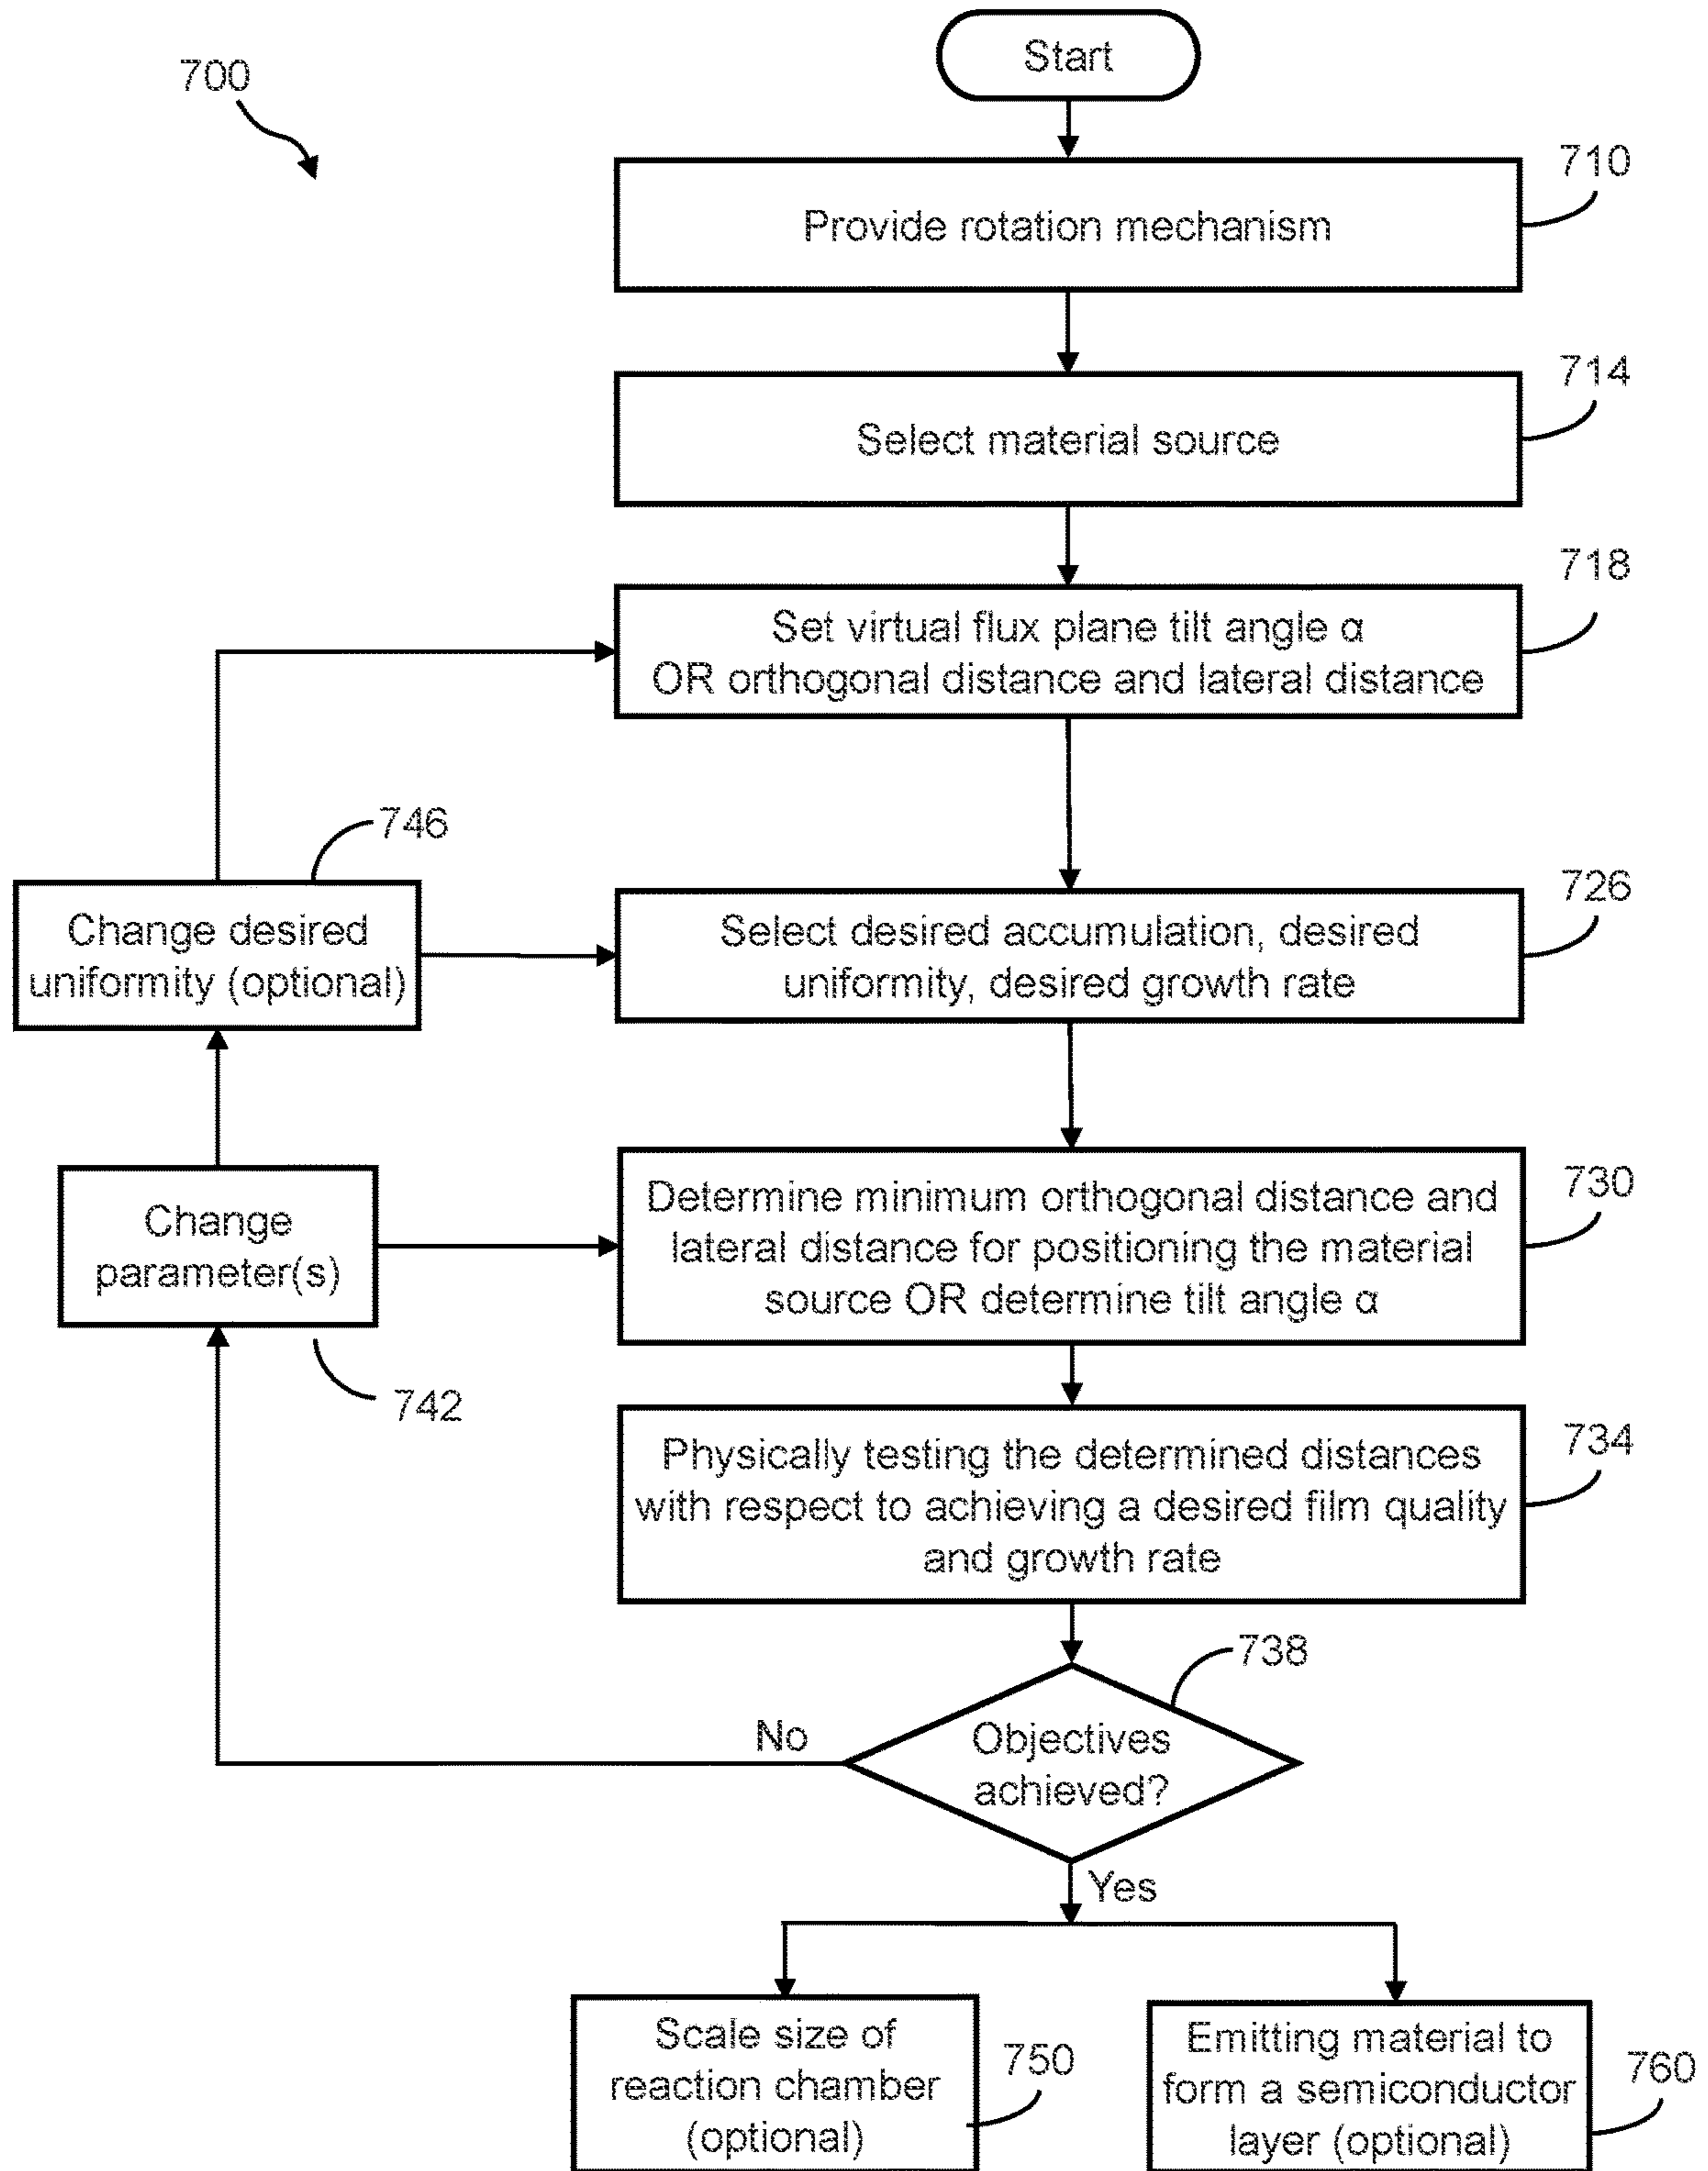 Start
700
710
Provide rotation mechanism
714
Select material source
718
Set virtual flux plane tilt angle α
OR orthogonal distance and lateral distance
746
Change desired
uniformity (optional)
726
Select desired accumulation, desired
uniformity, desired growth rate
Change
parameter(s)
742
730
Determine minimum orthogonal distance and
lateral distance for positioning the material
source OR determine tilt angle α
734
Physically testing the determined distances
with respect to achieving a desired film quality
and growth rate
738
Objectives
achieved?
No
Yes
Scale size of
reaction chamber
(optional)
750
Emitting material to
form a semiconductor
layer (optional)
760